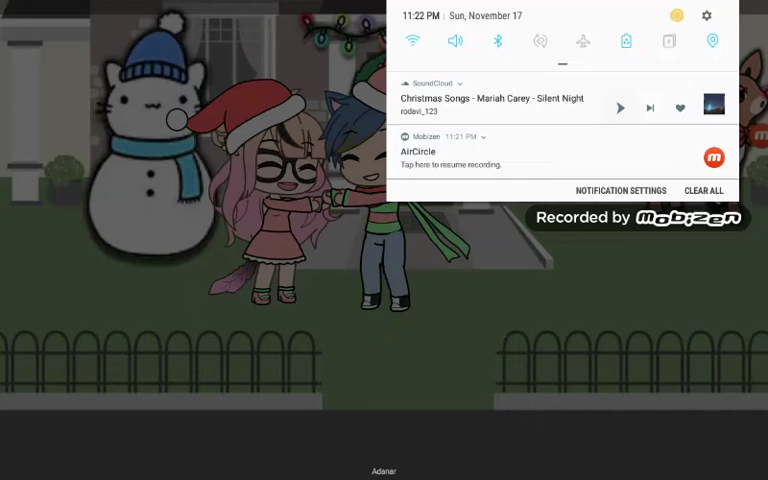 11:22 PM | Sun, November 17
SoundCloud
Christmas Songs - Mariah Carey - Silent Night
rodavi_123
Mobizen 11:21 PM
AirCircle
Tap here to resume recording.
m
NOTIFICATION SETTINGS CLEAR ALL
Recorded by mobizen
Adanar